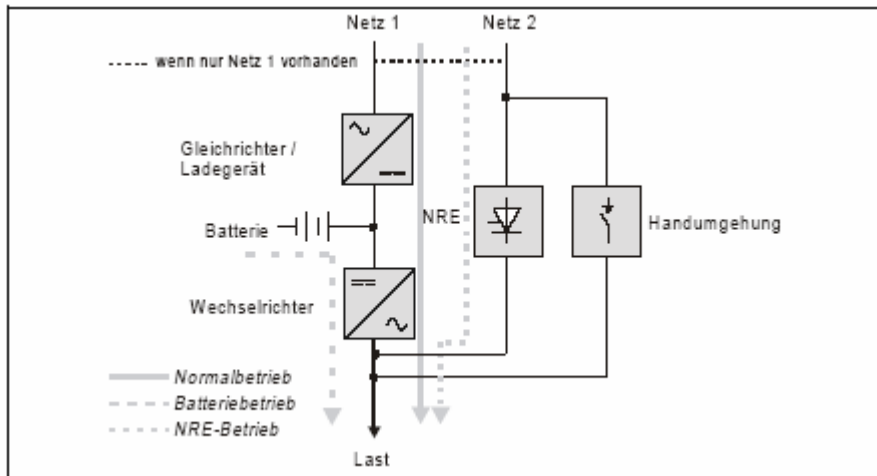 Netz 1
Netz 2
wenn nur Netz 1 vorhanden
Gleichrichter /
Ladegerät
NRE
Batterie
Handumgehung
Wechselrichter
Normalbetrieb
Batteriebetrieb
NRE-Betrieb
Last